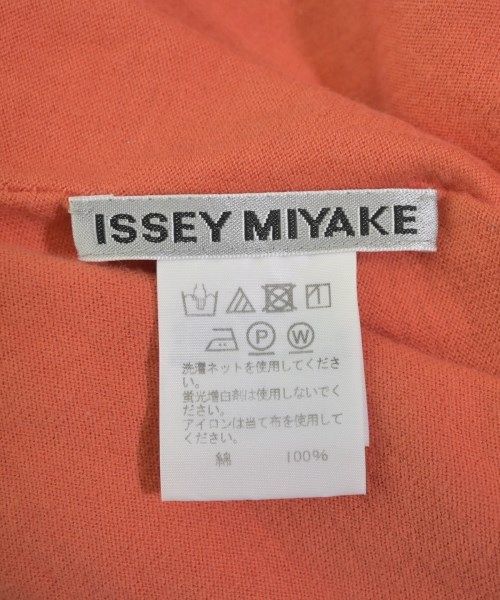 ISSEY MIYAKE
P W
洗濯ネットを使用してくださ
い。
蛍光増白剤は使用しないでく
ださい。
アイロンは当て布を使用して
ください。
綿 100%